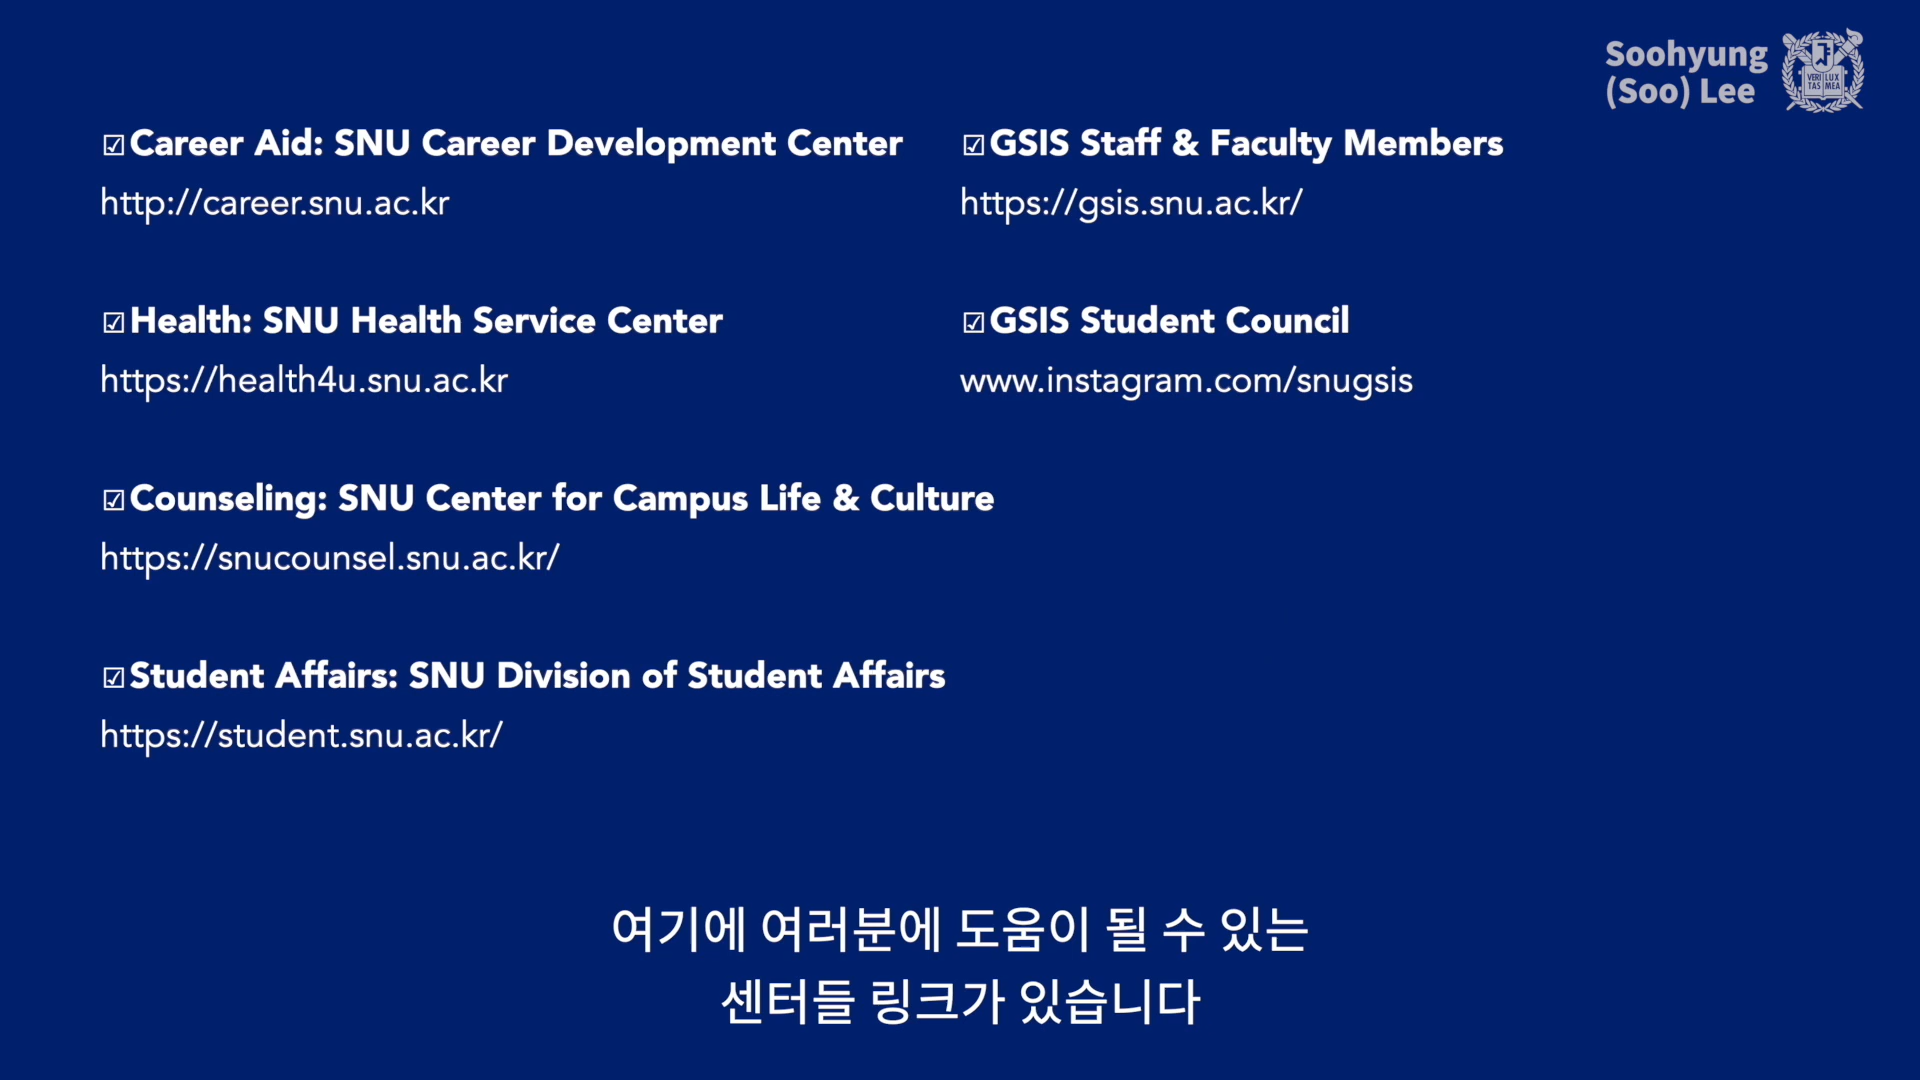 Soohyung
(Soo) Lee
VERI LUX
TAS MEA
☑Career Aid: SNU Career Development Center
http://career.snu.ac.kr
☑Health: SNU Health Service Center
https://health4u.snu.ac.kr
☑Counseling: SNU Center for Campus Life & Culture
https://snucounsel.snu.ac.kr/
☑Student Affairs: SNU Division of Student Affairs
https://student.snu.ac.kr/
☑GSIS Staff & Faculty Members
https://gsis.snu.ac.kr/
☑GSIS Student Council
www.instagram.com/snugsis
여기에 여러분에 도움이 될 수 있는
센터들 링크가 있습니다